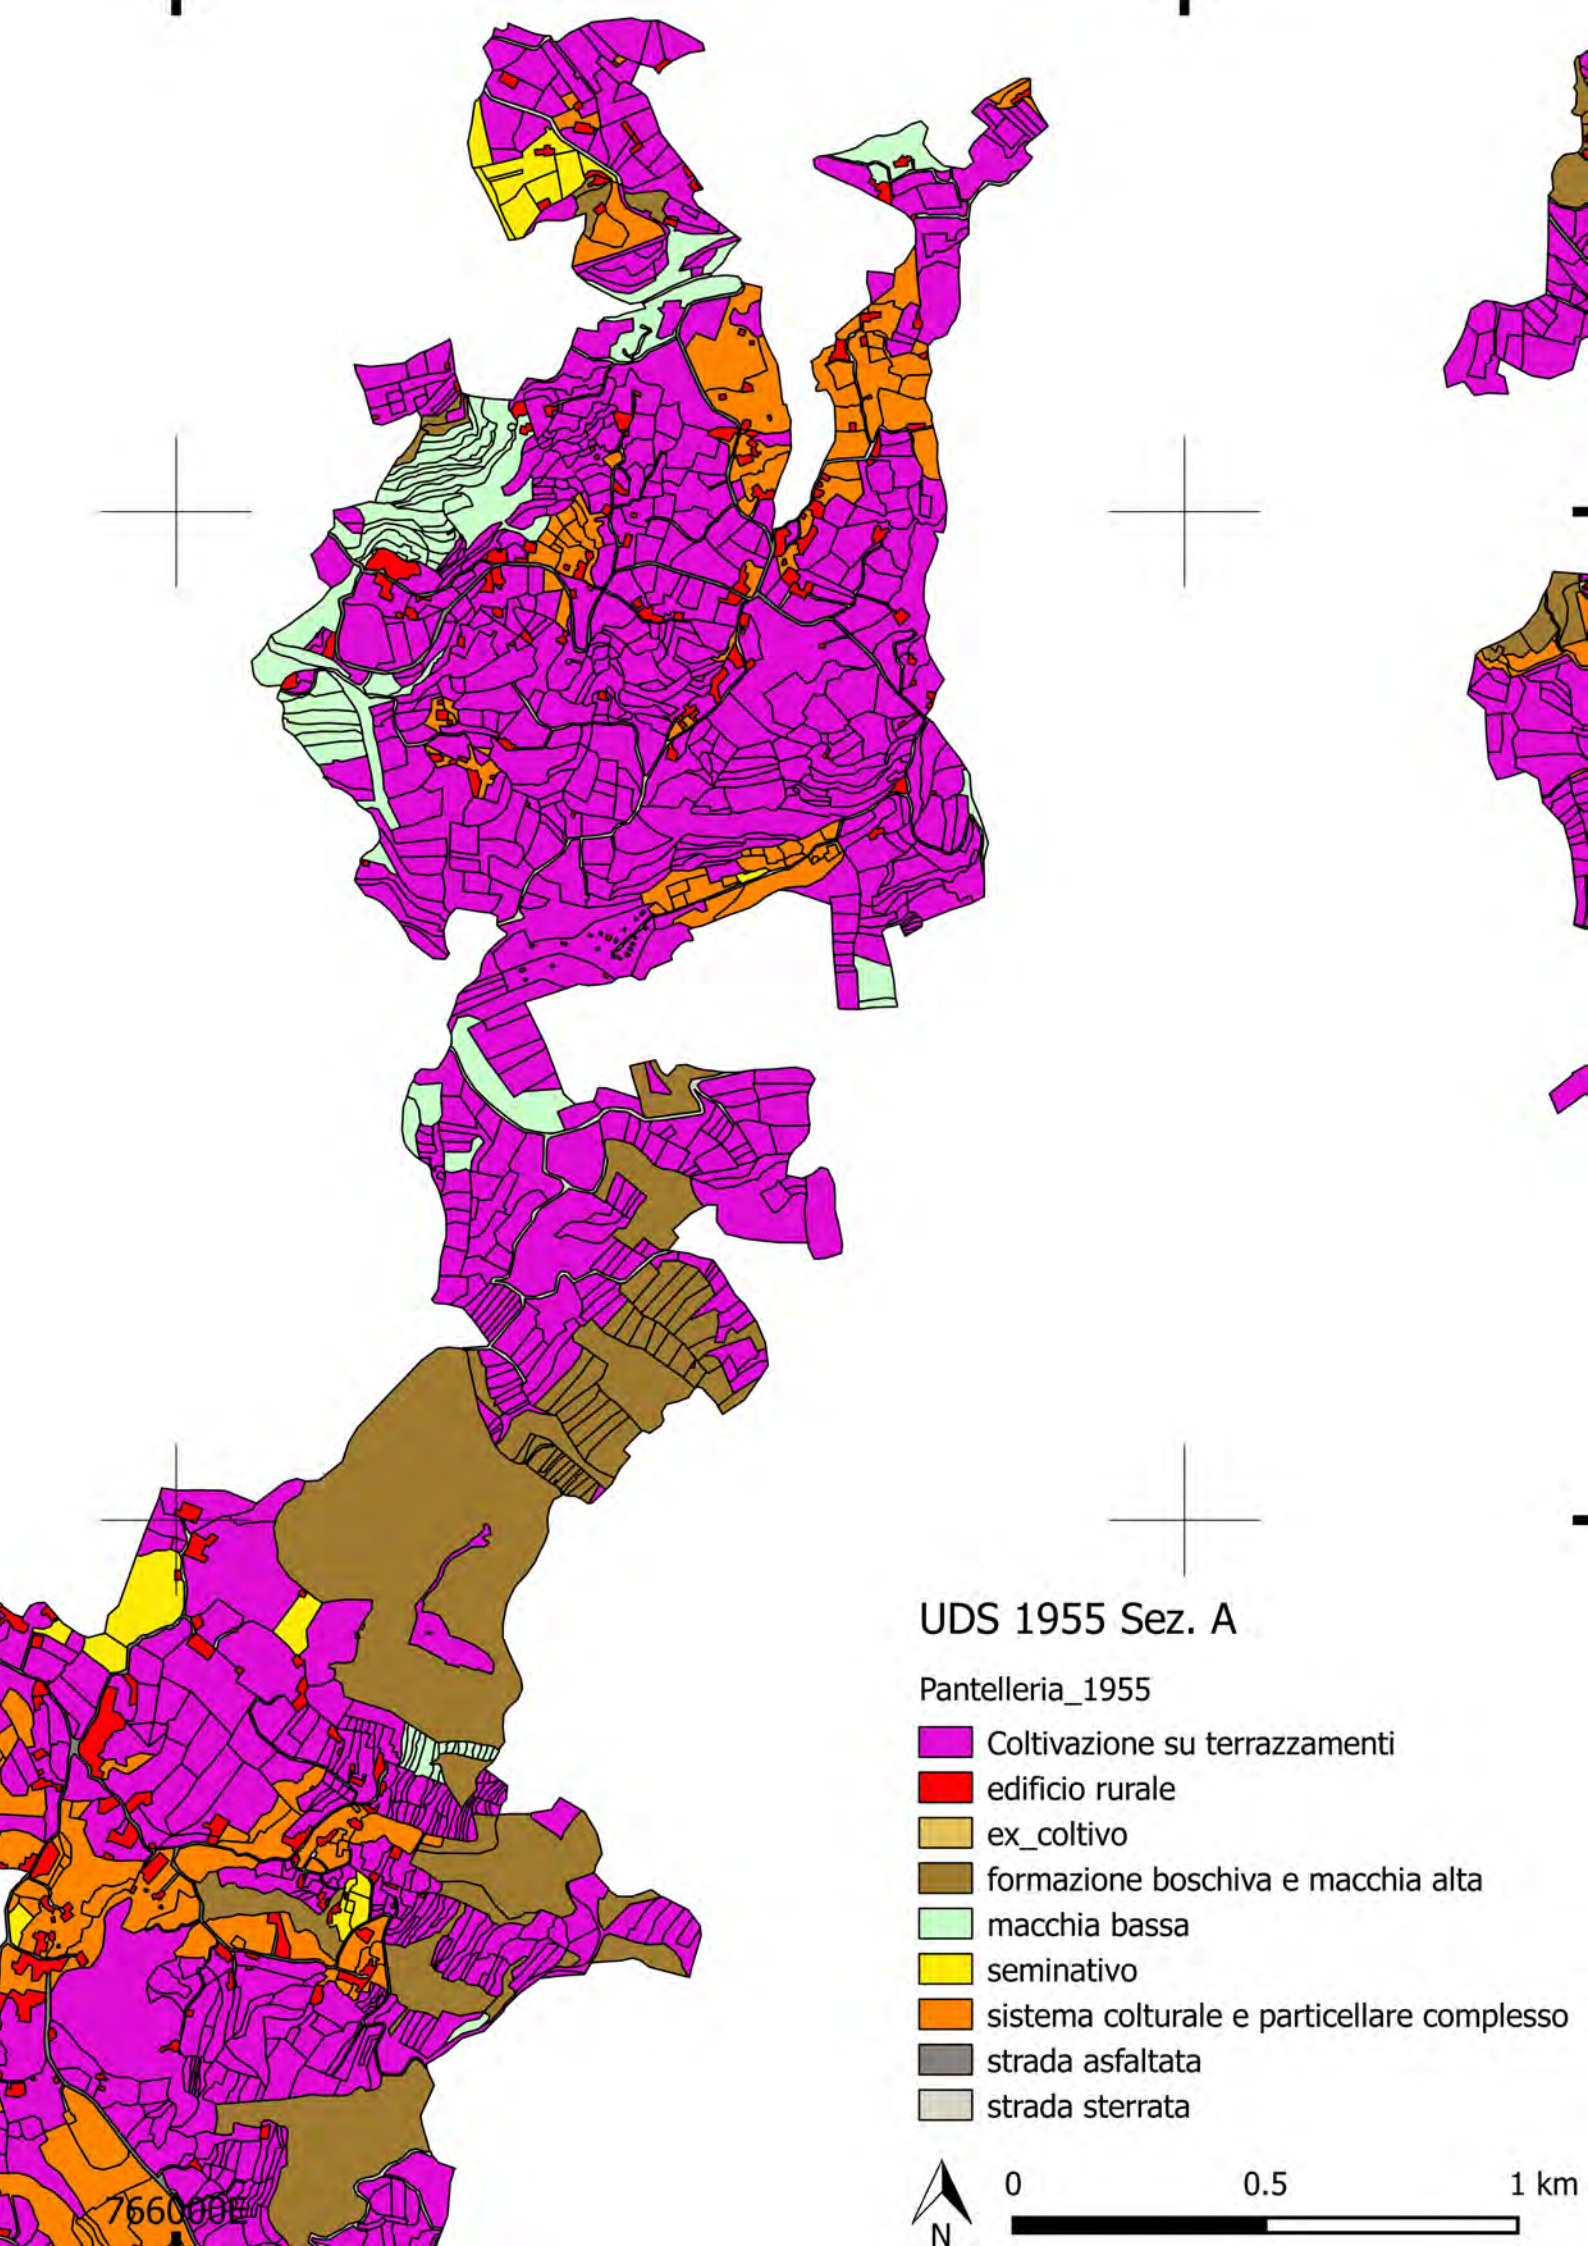 UDS 1955 Sez. A
Pantelleria_1955
Coltivazione su terrazzamenti
edificio rurale
ex_coltivo
formazione boschiva e macchia alta
macchia bassa
seminativo
sistema colturale e particellare complesso
strada asfaltata
strada sterrata
0 0.5 1 km
N
766000E